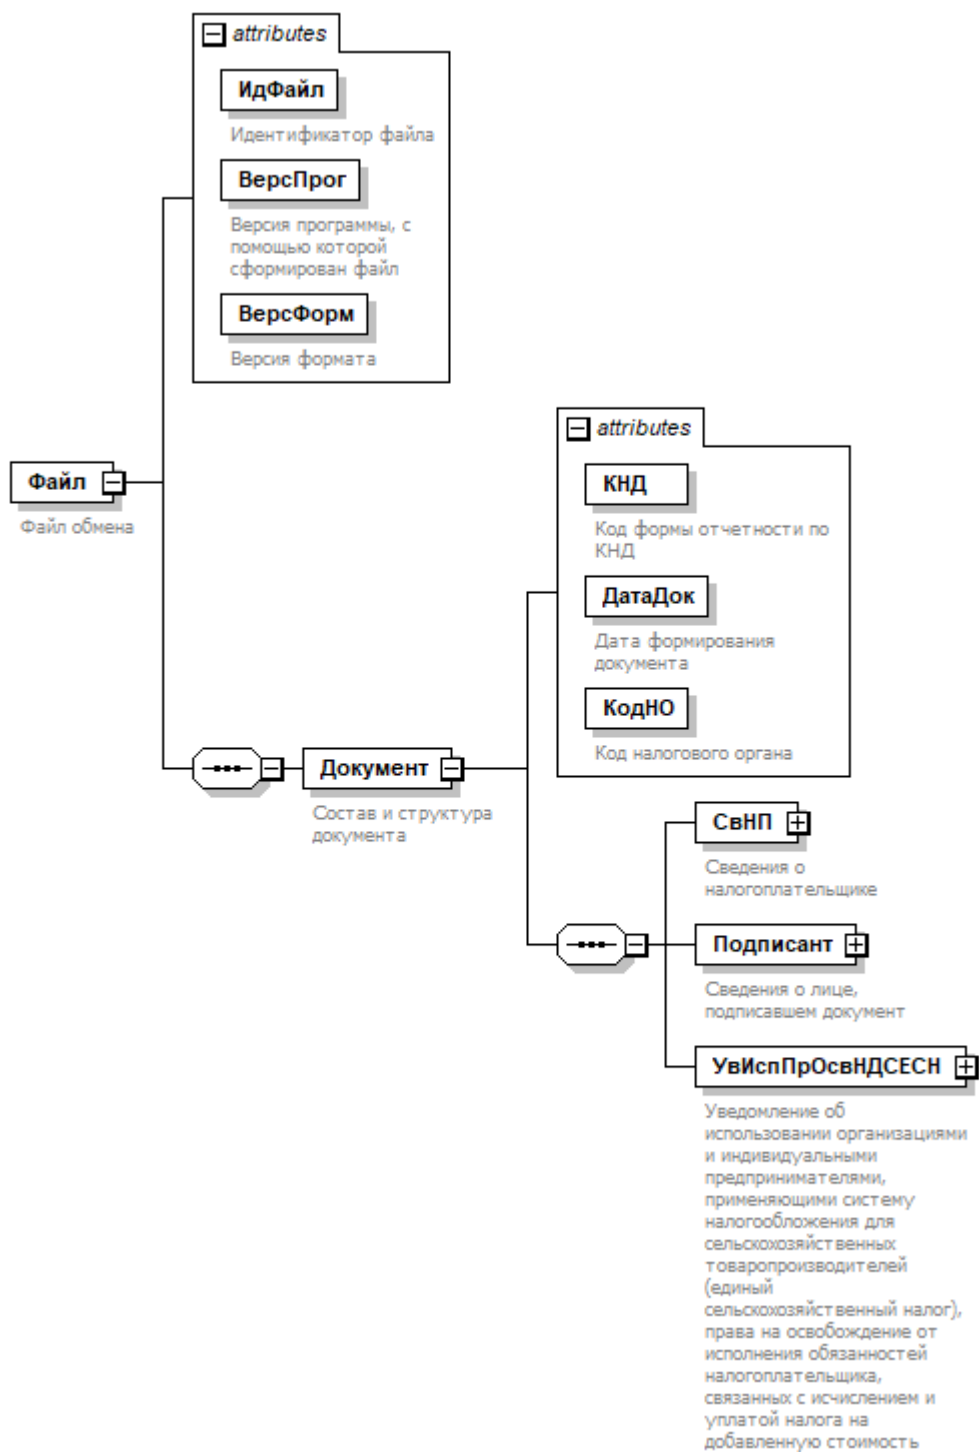 attributes
ИдФайл
Идентификатор файла
ВерсПрог
Версия программы, с
помощью которой
сформирован файл
ВерсФорм
Версия формата
Файл
Файл обмена
attributes
КНД
Код формы отчетности по
КНД
ДатаДок
Дата формирования
документа
КодНО
Код налогового органа
Документ
Состав и структура
документа
СвНП
Сведения о
налогоплательщике
Подписант
Сведения о лице,
подписавшем документ
УвИспПрОсвНДСЕСН
Уведомление об
использовании организациями
и индивидуальными
предпринимателями,
применяющими систему
налогообложения для
сельскохозяйственных
товаропроизводителей
(единый
сельскохозяйственный налог),
права на освобождение от
исполнения обязанностей
налогоплательщика,
связанных с исчислением и
уплатой налога на
добавленную стоимость